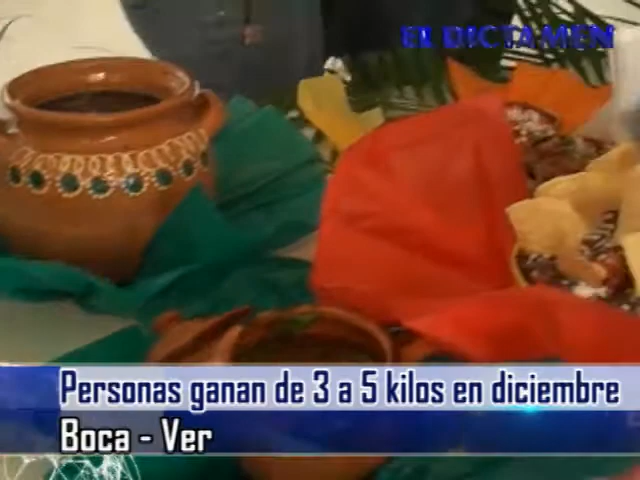 EL DICTAMEN
Personas ganan de 3 a 5 kilos en diciembre
Boca - Ver